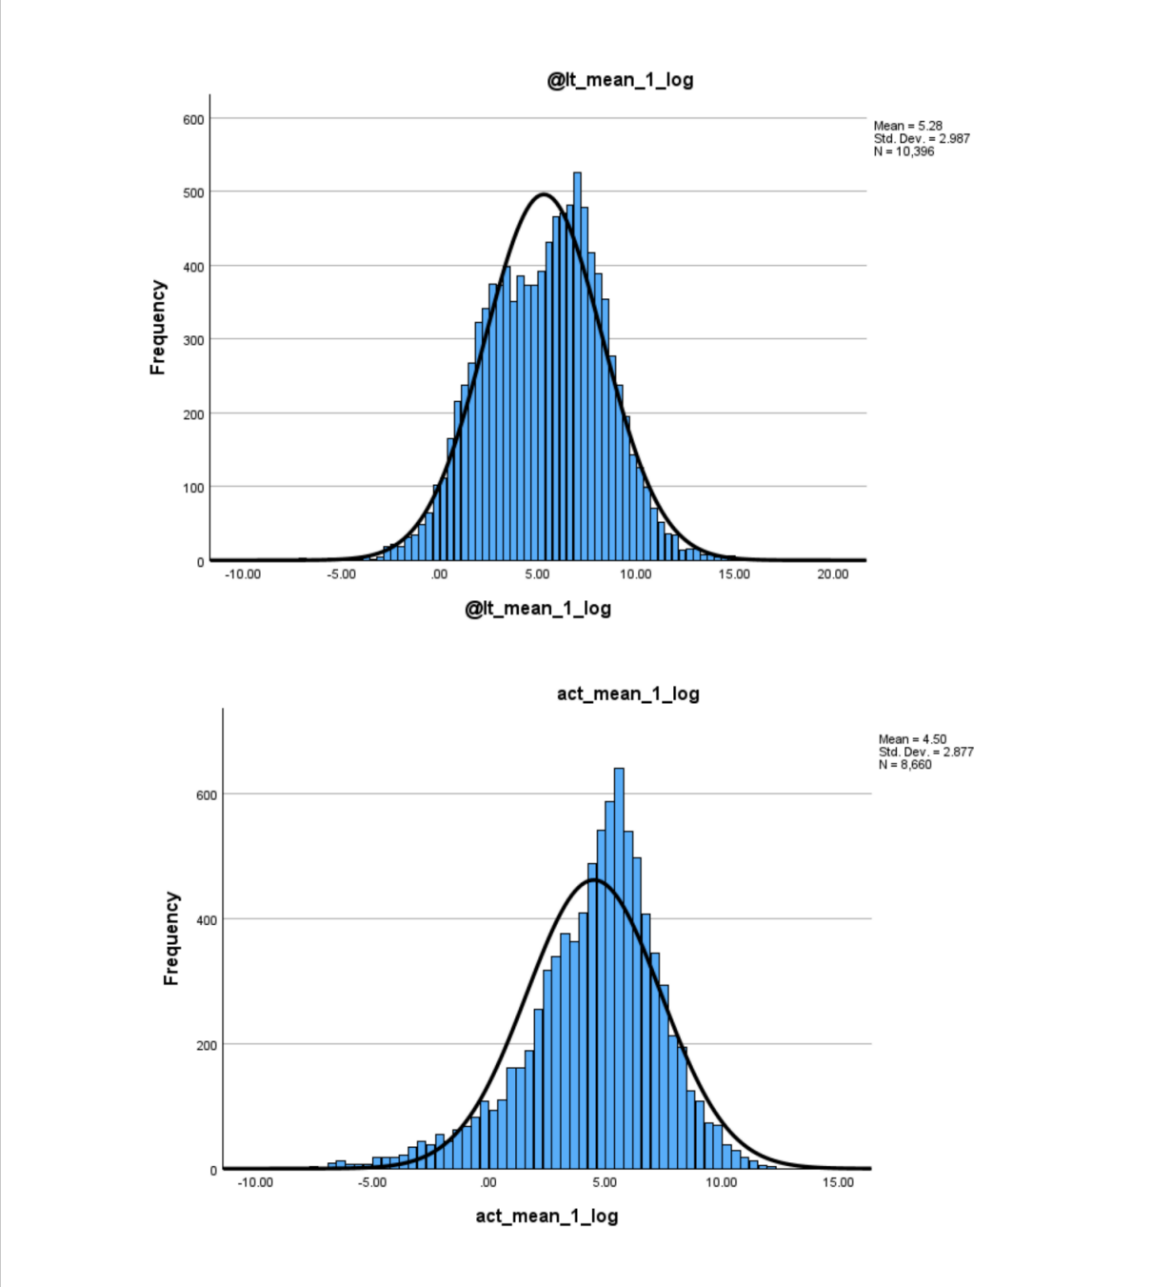 @lt_mean_1_log
Mean = 5.28
Std. Dev. = 2.987
N = 10,396
600
500
400
300
200
100
0
Frequency
-10.00 -5.00 .00 5.00 10.00 15.00 20.00
@lt_mean_1_log
act_mean_1_log
Mean = 4.50
Std. Dev. = 2.877
N = 8,660
600
400
200
0
Frequency
-10.00 -5.00 .00 5.00 10.00 15.00
act_mean_1_log